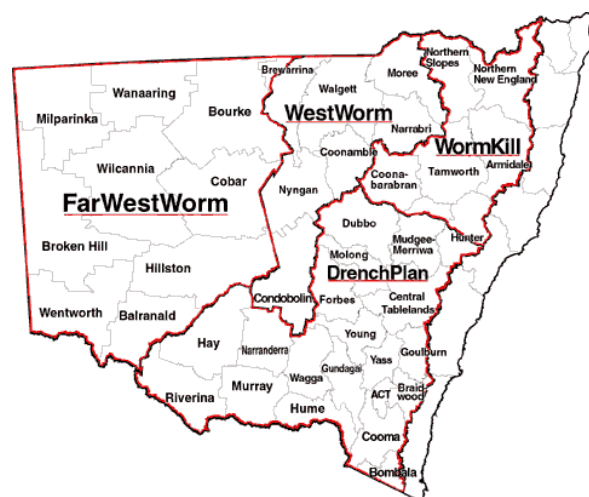 Northern
Slopes
Northern
New England
Brewarrina
Moree
Walgett
Wanaaring
Bourke
Milparinka
WestWorm
Narrabri
WormKill
Coonamble
Wilcannia
Coona-
barabran
Tamworth
Armidale
Cobar
Nyngan
FarWestWorm
Dubbo
Mudgee-
Merriwa
Hunter
Broken Hill
Molong
Hillston
DrenchPlan
Condobolin
Forbes
Central
Tablelands
Wentworth
Balranald
Young
Hay
Narranderra
Goulburn
Yass
Gundagai
Wagga
Murray
Riverina
Hume
ACT
Braid-
wood
Cooma
Bombala